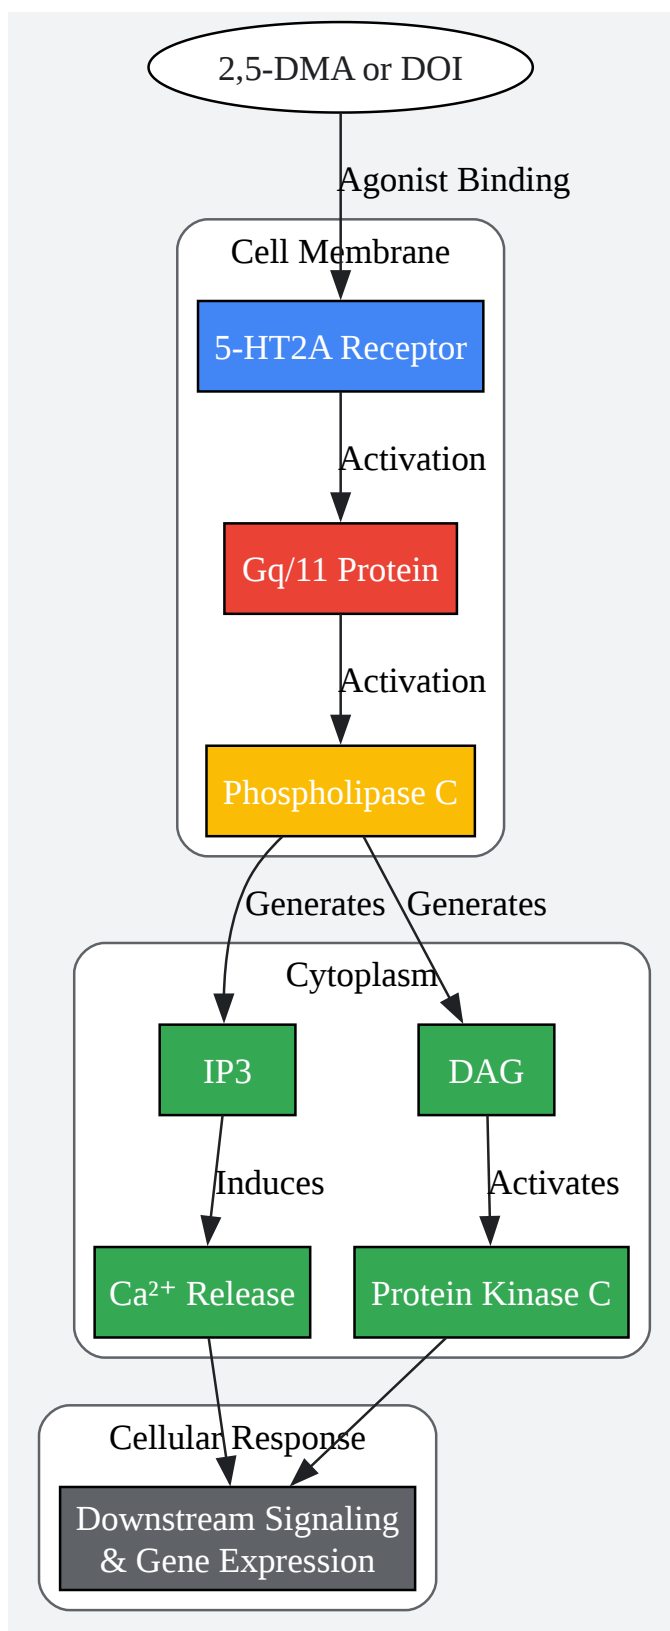 2,5-DMA or DOI
Agonist Binding
Cell Membrane
5-HT2A Receptor
Activation
Gq/11 Protein
Activation
Phospholipase C
Generates
Generates
Cytoplasm
IP3
DAG
Induces
Activates
Ca²⁺ Release
Protein Kinase C
Cellular Response
Downstream Signaling
& Gene Expression